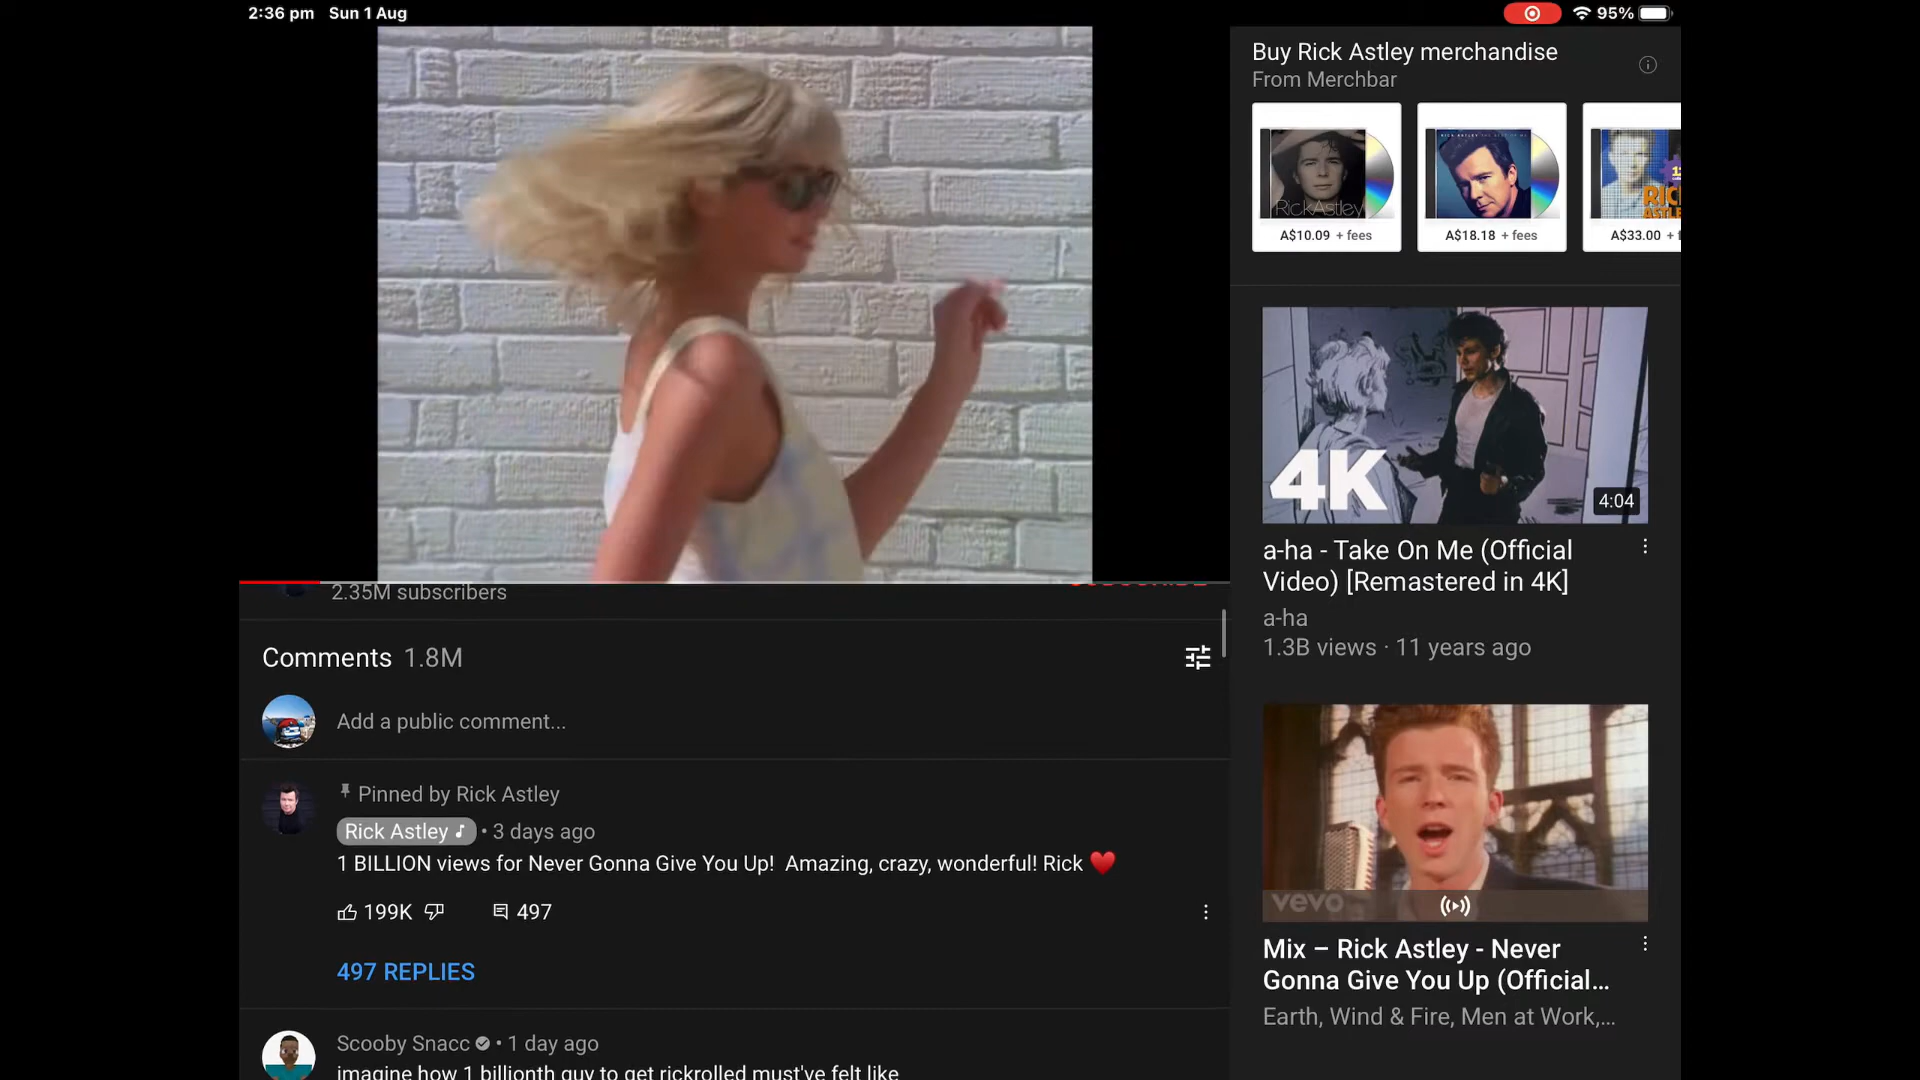 2:36 pm Sun 1 Aug
95%
2.35M subscribers
Comments 1.8M
Add a public comment...
Pinned by Rick Astley
Rick Astley • 3 days ago
1 BILLION views for Never Gonna Give You Up! Amazing, crazy, wonderful! Rick ❤️
199K 497
497 REPLIES
Scooby Snacc • 1 day ago
imagine how 1 billionth guy to get rickrolled must've felt like
Buy Rick Astley merchandise
From Merchbar
RickAstley
A$10.09 + fees
A$18.18 + fees
A$33.00 +
4K
4:04
a-ha - Take On Me (Official
Video) [Remastered in 4K]
a-ha
1.3B views · 11 years ago
vevo
Mix – Rick Astley - Never
Gonna Give You Up (Official...
Earth, Wind & Fire, Men at Work,...